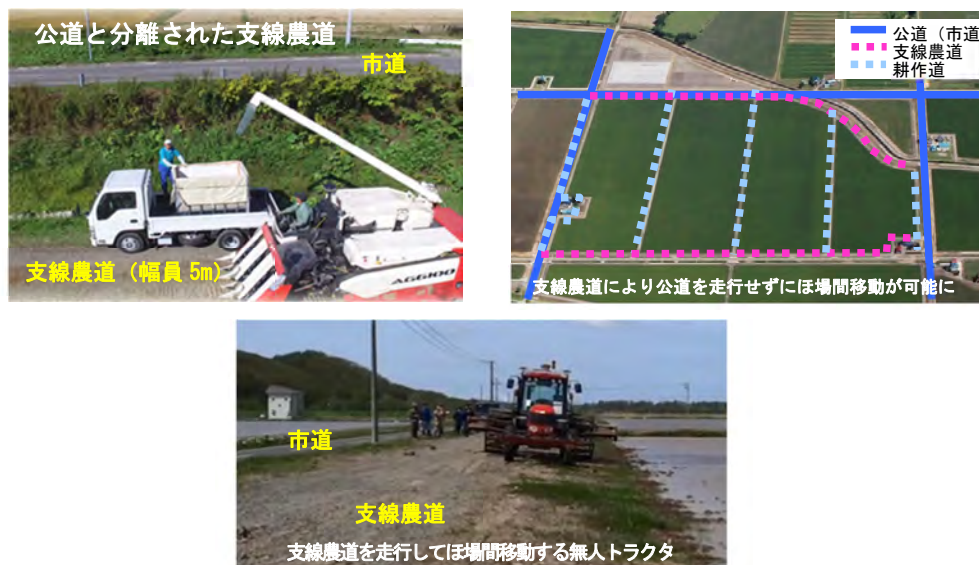 公道と分離された支線農道
市道
支線農道（幅員 5m）
AG6100
公道（市道
支線農道
耕作道
支線農道により公道を走行せずにほ場間移動が可能に
市道
支線農道
支線農道を走行してほ場間移動する無人トラクタ